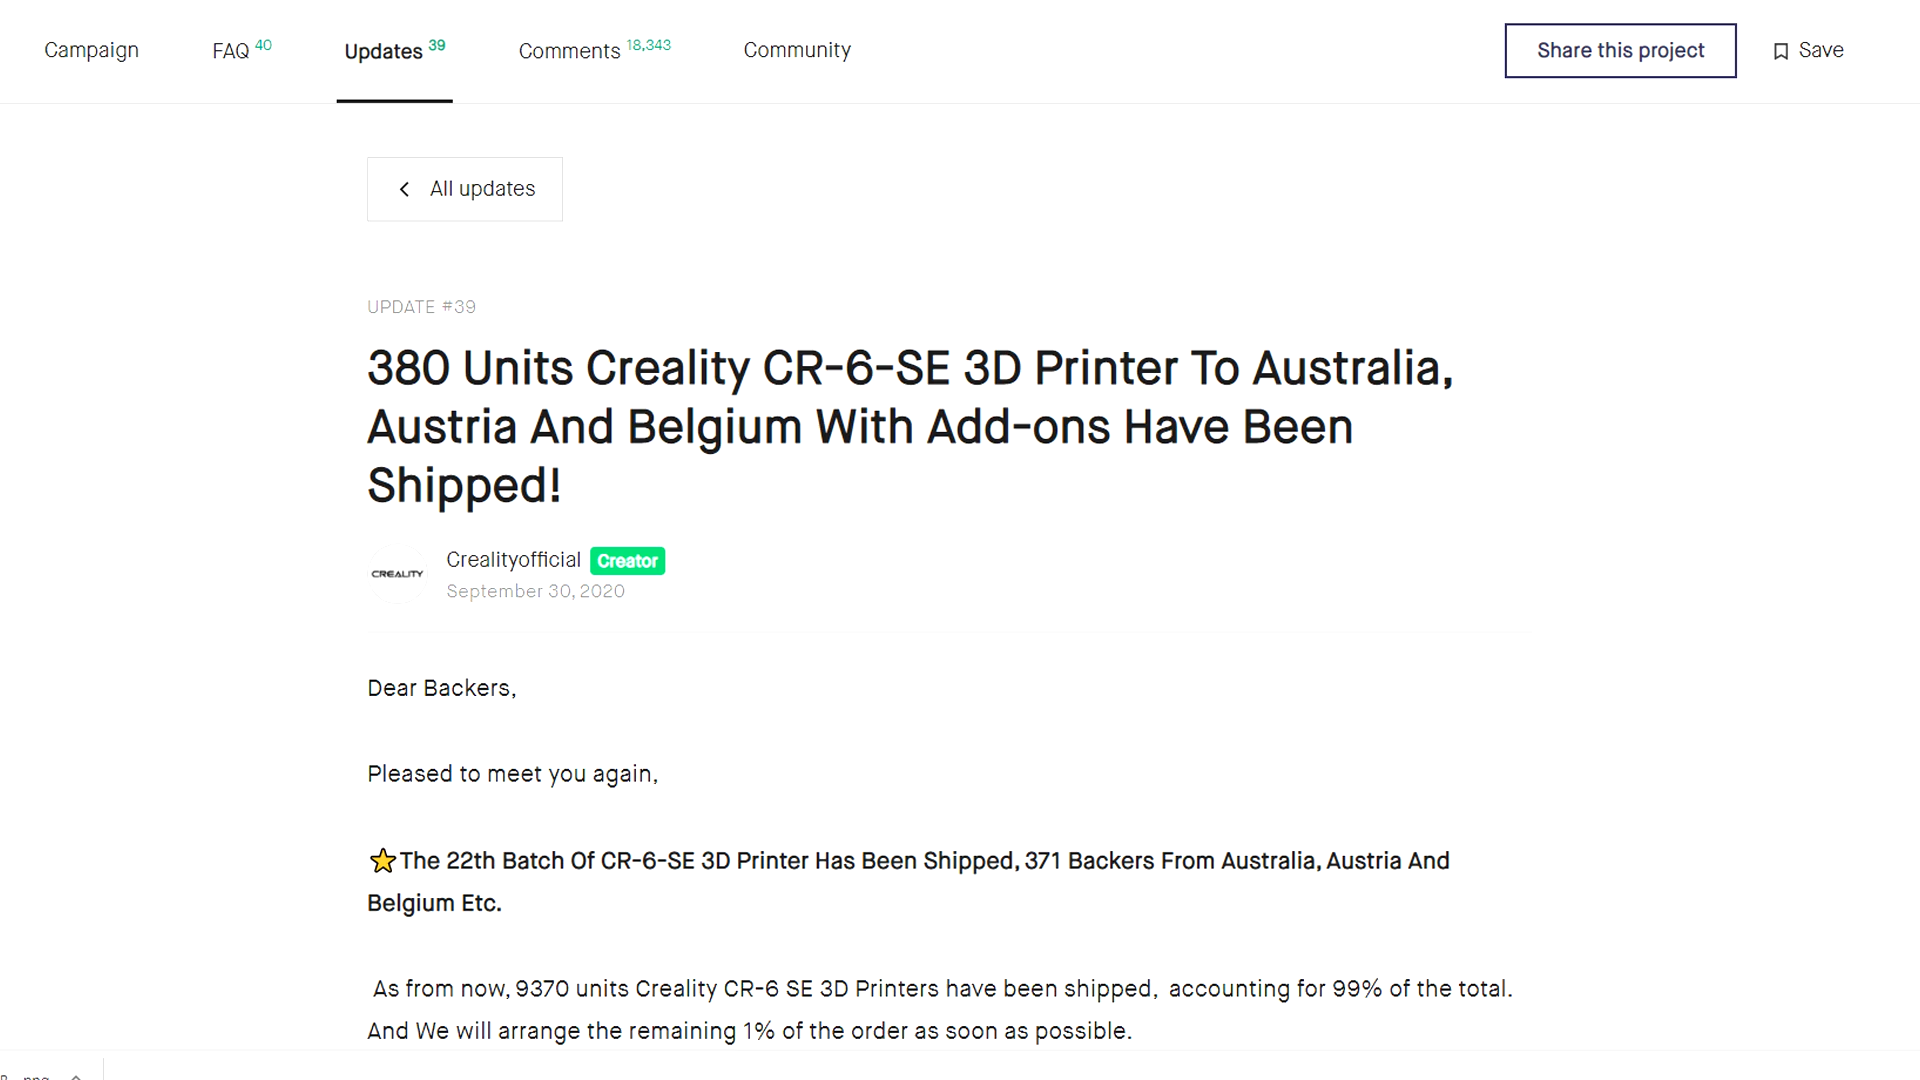 Campaign
FAQ 40
Updates 39
Comments 18,343
Community
Share this project
Save
All updates
UPDATE #39
380 Units Creality CR-6-SE 3D Printer To Australia,
Austria And Belgium With Add-ons Have Been
Shipped!
CREALITY
Crealityofficial Creator
September 30, 2020
Dear Backers,
Pleased to meet you again,
⭐The 22th Batch Of CR-6-SE 3D Printer Has Been Shipped, 371 Backers From Australia, Austria And
Belgium Etc.
As from now, 9370 units Creality CR-6 SE 3D Printers have been shipped, accounting for 99% of the total.
And We will arrange the remaining 1% of the order as soon as possible.